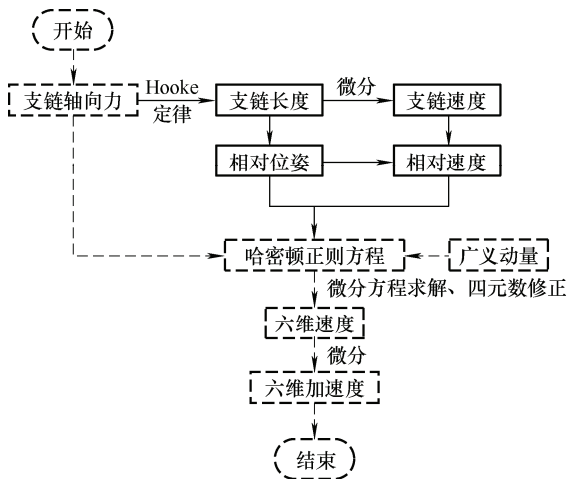 开始
支链轴向力
Hooke
定律
支链长度
微分
支链速度
相对位姿
相对速度
哈密顿正则方程
广义动量
微分方程求解、四元数修正
六维速度
微分
六维加速度
结束